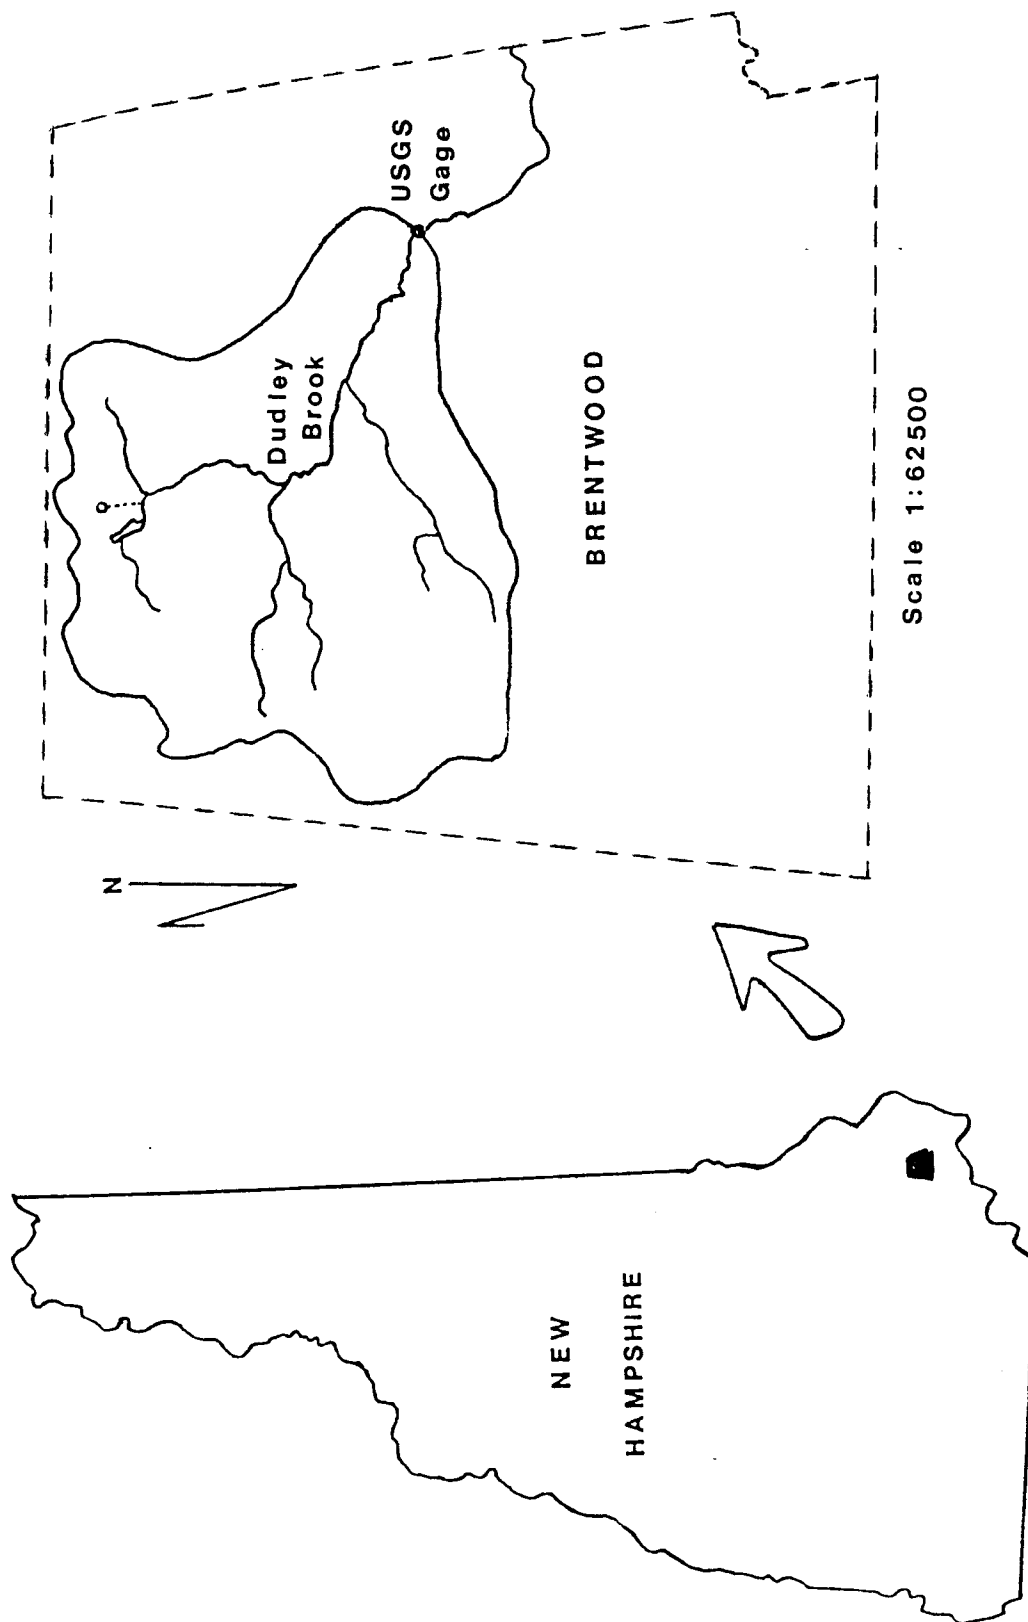 NEW
HAMPSHIRE
N
Dudley
Brook
USGS
Gage
BRENTWOOD
Scale 1:62500